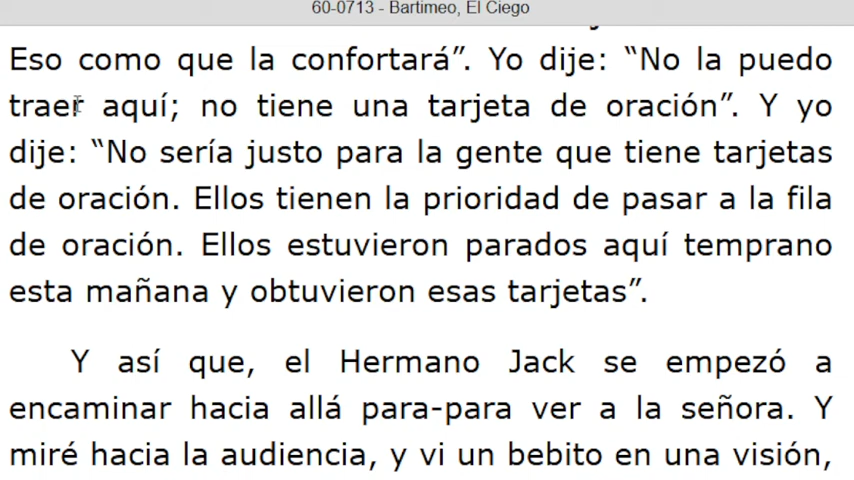 60-0713 - Bartimeo, El Ciego
Eso como que la confortará”. Yo dije: “No la puedo
traer aquí; no tiene una tarjeta de oración”. Y yo
dije: “No sería justo para la gente que tiene tarjetas
de oración. Ellos tienen la prioridad de pasar a la fila
de oración. Ellos estuvieron parados aquí temprano
esta mañana y obtuvieron esas tarjetas”.
Y así que, el Hermano Jack se empezó a
encaminar hacia allá para-para ver a la señora. Y
miré hacia la audiencia, y vi un bebito en una visión,